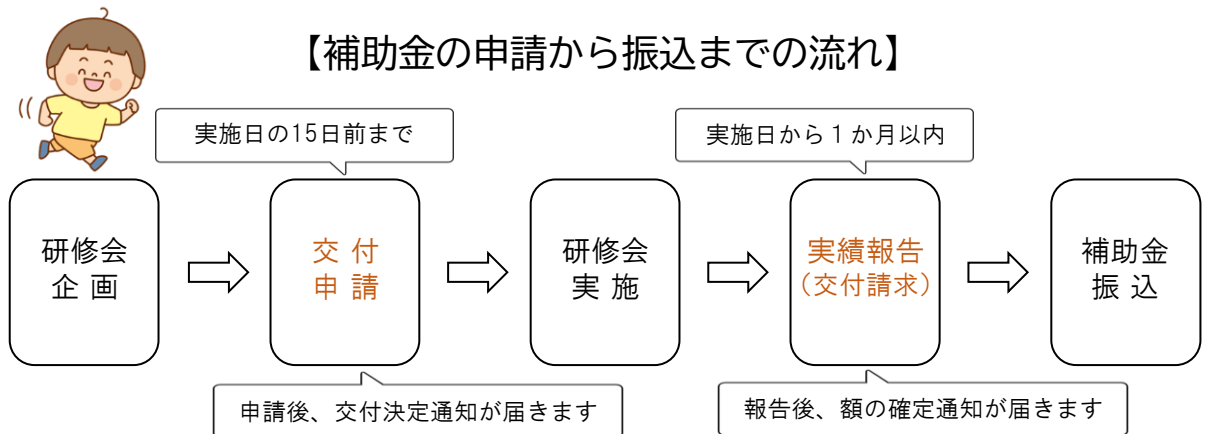 【補助金の申請から振込までの流れ】
実施日の15日前まで
実施日から１か月以内
研修会
企 画
交 付
申 請
研修会
実 施
実績報告
（交付請求）
補助金
振 込
申請後、交付決定通知が届きます
報告後、額の確定通知が届きます